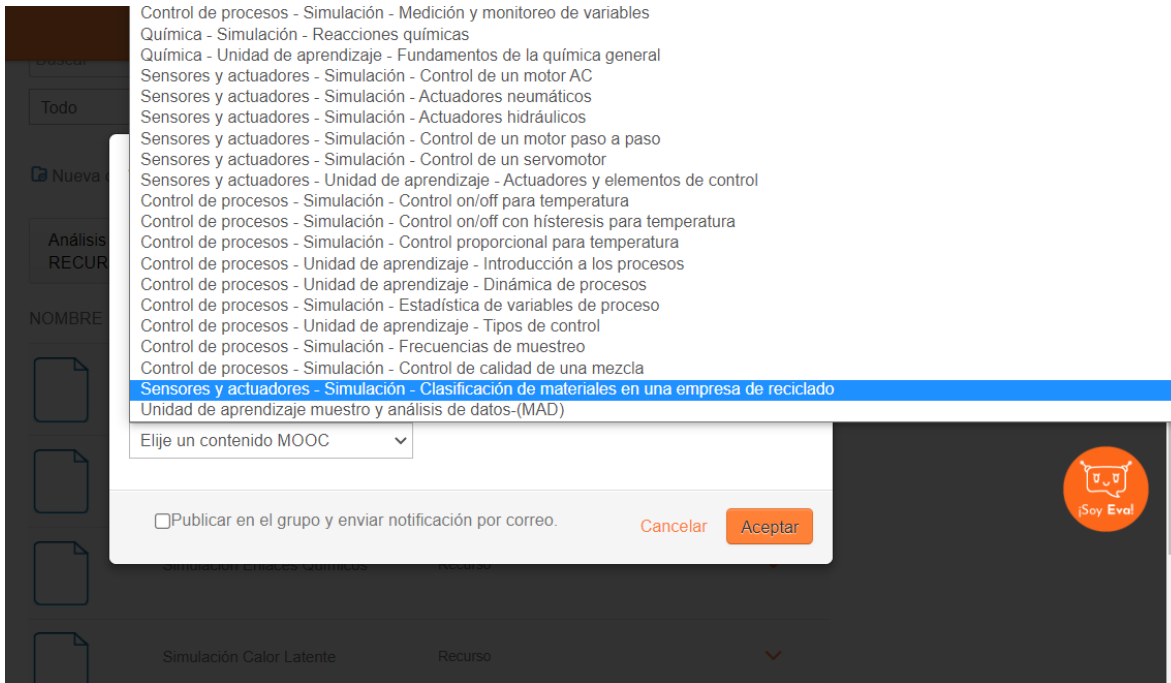 Control de procesos - Simulación - Medición y monitoreo de variables
Química - Simulación - Reacciones químicas
Química - Unidad de aprendizaje - Fundamentos de la química general
Sensores y actuadores - Simulación - Control de un motor AC
Sensores y actuadores - Simulación - Actuadores neumáticos
Sensores y actuadores - Simulación - Actuadores hidráulicos
Sensores y actuadores - Simulación - Control de un motor paso a paso
Sensores y actuadores - Simulación - Control de un servomotor
Sensores y actuadores - Unidad de aprendizaje - Actuadores y elementos de control
Control de procesos - Simulación - Control on/off para temperatura
Control de procesos - Simulación - Control on/off con hísteresis para temperatura
Control de procesos - Simulación - Control proporcional para temperatura
Control de procesos - Unidad de aprendizaje - Introducción a los procesos
Control de procesos - Unidad de aprendizaje - Dinámica de procesos
Control de procesos - Simulación - Estadística de variables de proceso
Control de procesos - Unidad de aprendizaje - Tipos de control
Control de procesos - Simulación - Frecuencias de muestreo
Control de procesos - Simulación - Control de calidad de una mezcla
Sensores y actuadores - Simulación - Clasificación de materiales en una empresa de reciclado
Unidad de aprendizaje muestro y análisis de datos-(MAD)
Buscar
Todo
Nueva
Análisis
RECUR
NOMBRE
Elije un contenido MOOC
Publicar en el grupo y enviar notificación por correo.
Cancelar
Aceptar
¡Soy Eva!
Simulación Enlaces Químicos
Recurso
Simulación Calor Latente
Recurso